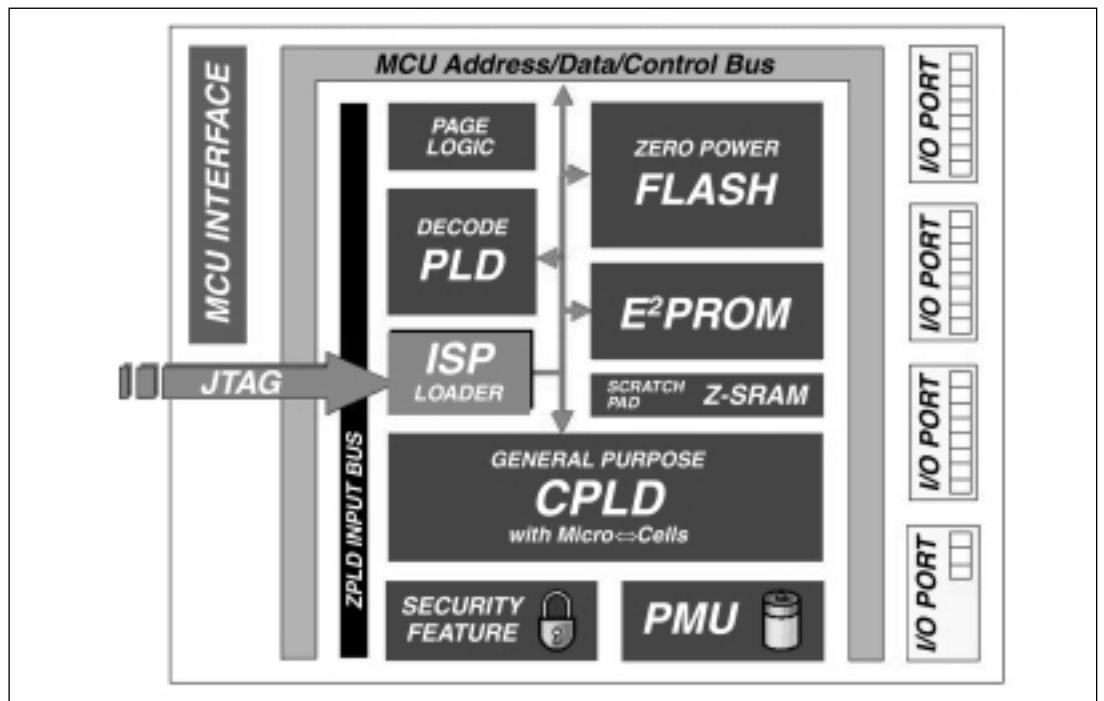 MCU Address/Data/Control Bus
MCU INTERFACE
JTAG
ZPLD INPUT BUS
PAGE
LOGIC
DECODE
PLD
ISP
LOADER
ZERO POWER
FLASH
E²PROM
SCRATCH
PAD
Z-SRAM
GENERAL PURPOSE
CPLD
with Micro⇔Cells
SECURITY
FEATURE
PMU
I/O PORT
I/O PORT
I/O PORT
I/O PORT